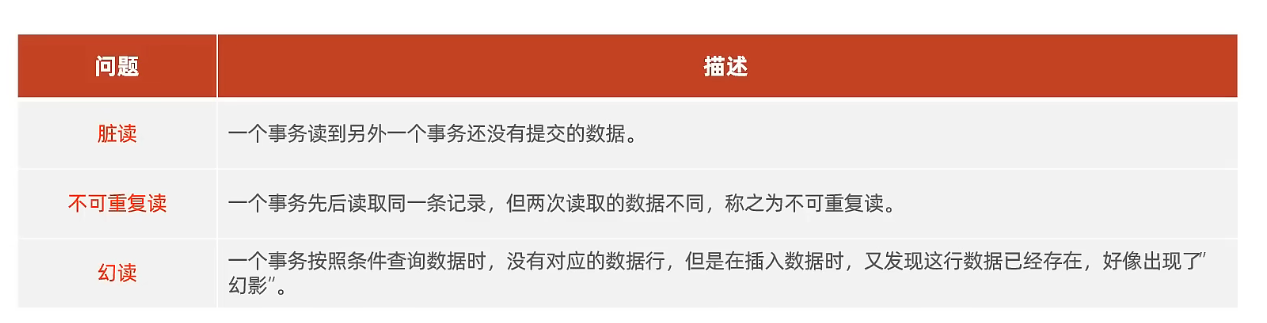 问题 描述
脏读 一个事务读到另外一个事务还没有提交的数据。
不可重复读 一个事务先后读取同一条记录，但两次读取的数据不同，称之为不可重复读。
幻读 一个事务按照条件查询数据时，没有对应的数据行，但是在插入数据时，又发现这行数据已经存在，好像出现了”
幻影”。